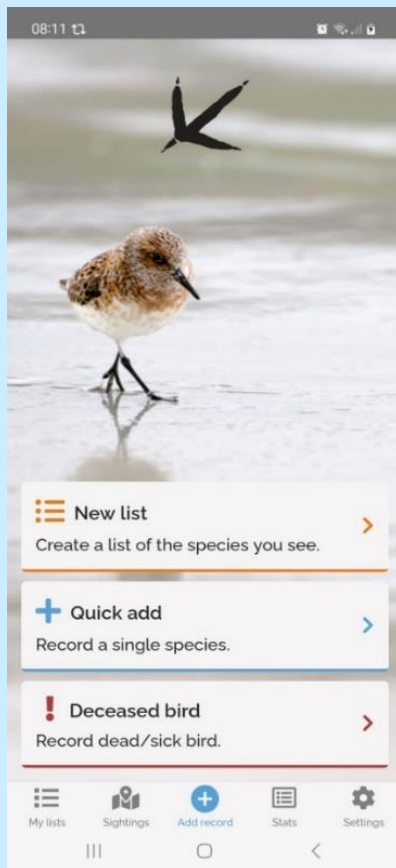 08:11
New list
Create a list of the species you see.
Quick add
Record a single species.
Deceased bird
Record dead/sick bird.
My lists Sightings Add record Stats Settings